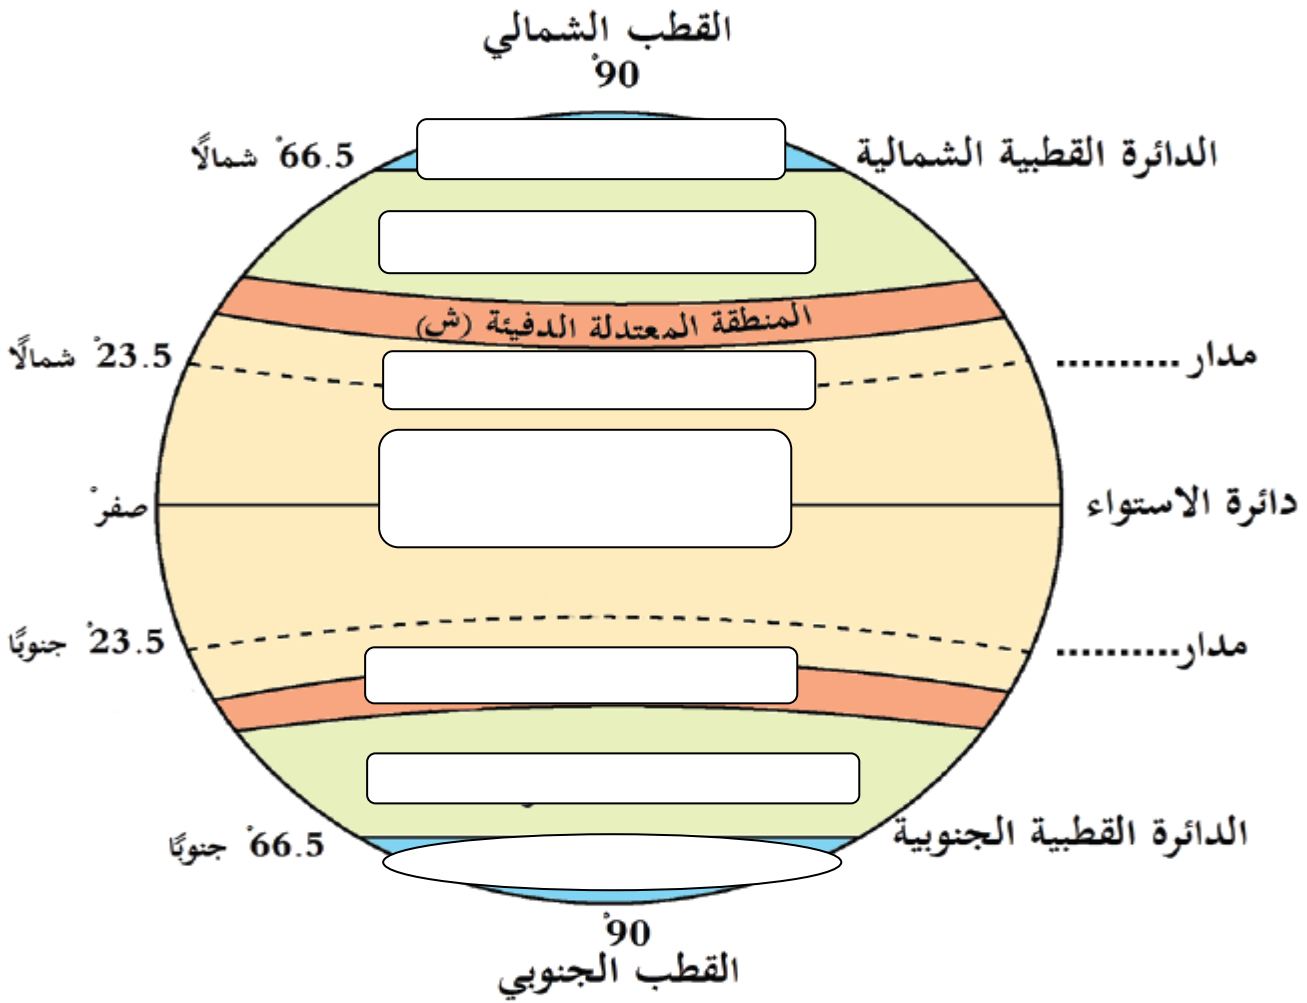 القطب الشمالي
90°
الدائرة القطبية الشمالية
66.5° شمالًا
المنطقة المعتدلة الدفيئة (ش)
مدار ..........
23.5° شمالًا
دائرة الاستواء
صفر°
مدار..........
23.5° جنوبًا
الدائرة القطبية الجنوبية
66.5° جنوبًا
90°
القطب الجنوبي